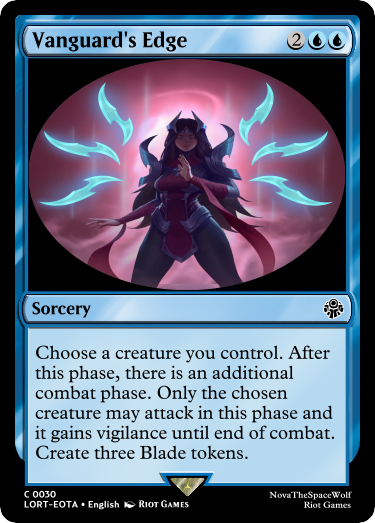 Vanguard's Edge 2
Sorcery
Choose a creature you control. After
this phase, there is an additional
combat phase. Only the chosen
creature may attack in this phase and
it gains vigilance until end of combat.
Create three Blade tokens.
C 0030
LORT-EOTA • English RIOT GAMES
NovaTheSpaceWolf
Riot Games